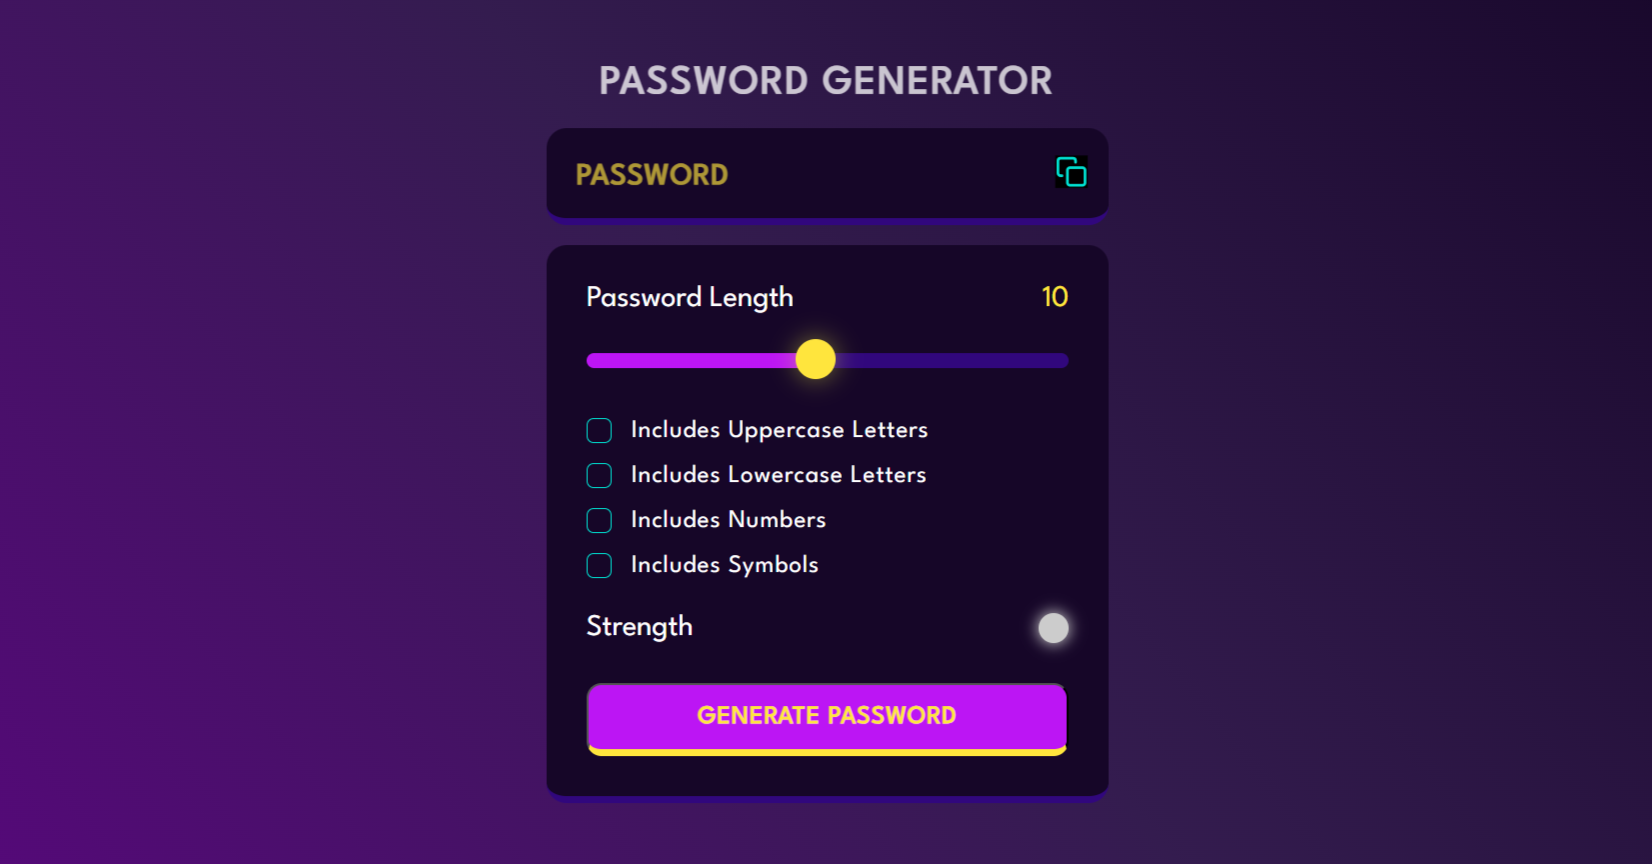 PASSWORD GENERATOR
PASSWORD
Password Length 10
Includes Uppercase Letters
Includes Lowercase Letters
Includes Numbers
Includes Symbols
Strength
GENERATE PASSWORD